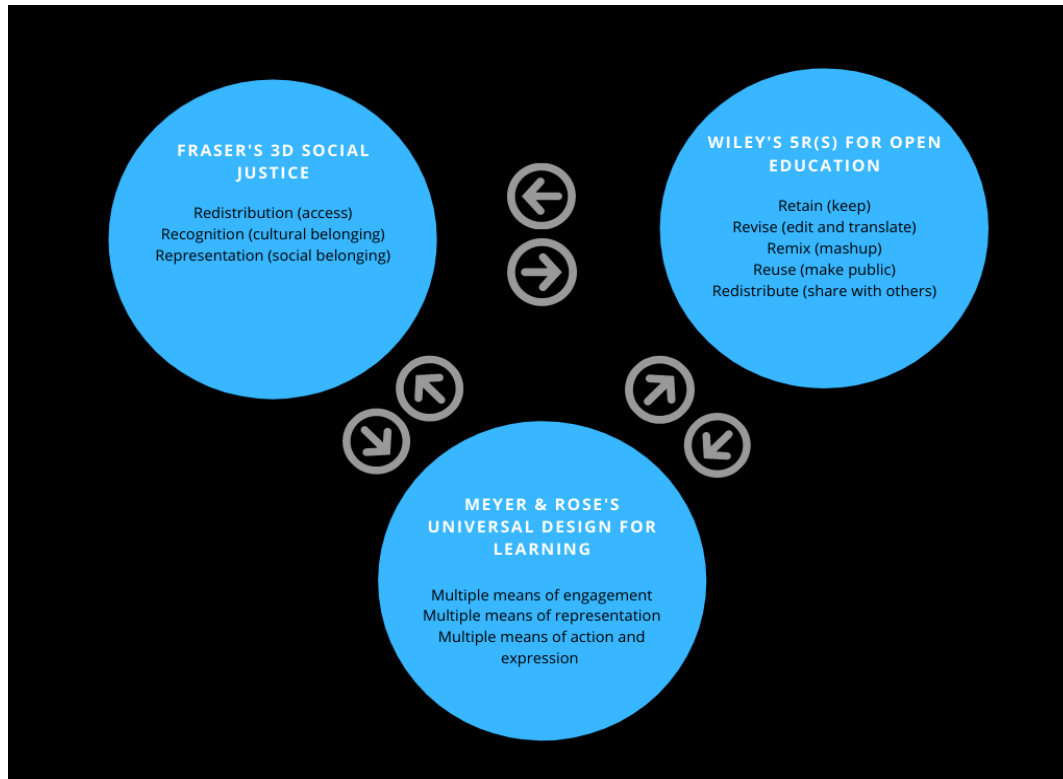 FRASER'S 3D SOCIAL
JUSTICE
Redistribution (access)
Recognition (cultural belonging)
Representation (social belonging)
WILEY'S 5R(S) FOR OPEN
EDUCATION
Retain (keep)
Revise (edit and translate)
Remix (mashup)
Reuse (make public)
Redistribute (share with others)
MEYER & ROSE'S
UNIVERSAL DESIGN FOR
LEARNING
Multiple means of engagement
Multiple means of representation
Multiple means of action and
expression